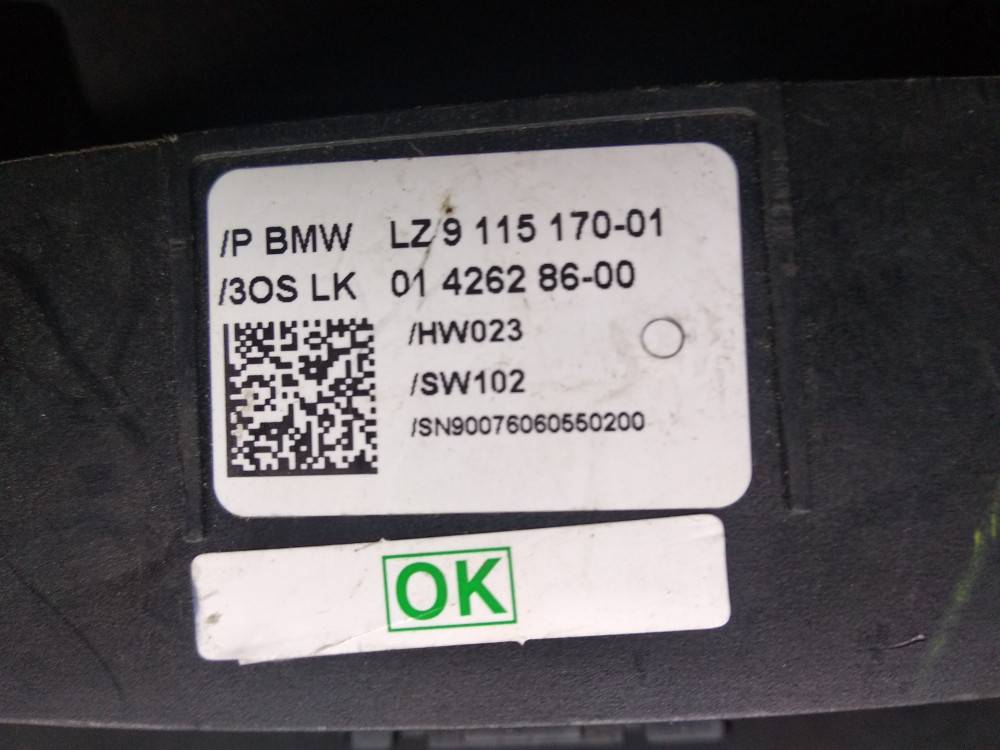 /P BMW LZ 9 115 170-01
/3OS LK 01 4262 86-00
/HW023
/SW102
/SN90076060550200
OK